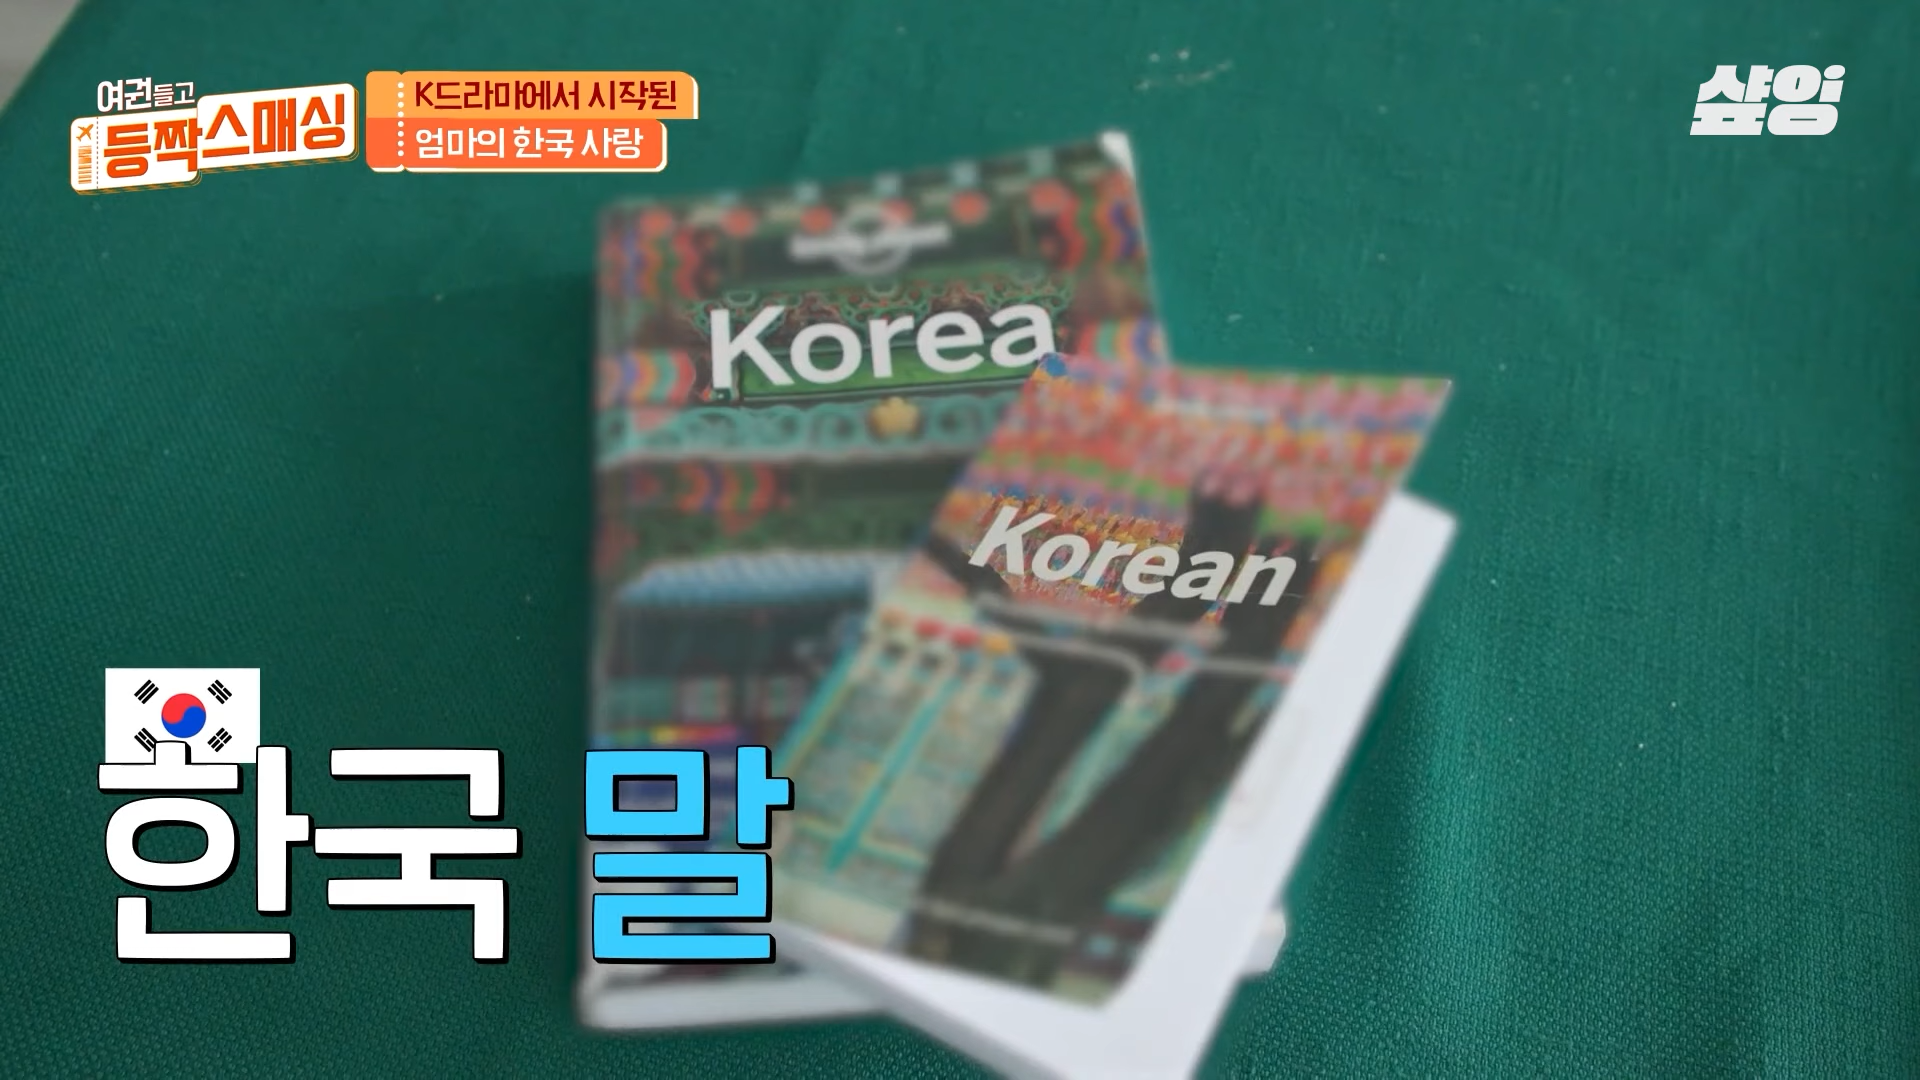 여권들고
등짝스매싱
K드라마에서 시작된
엄마의 한국 사랑
샾잉
Korea
Korean
한국 말